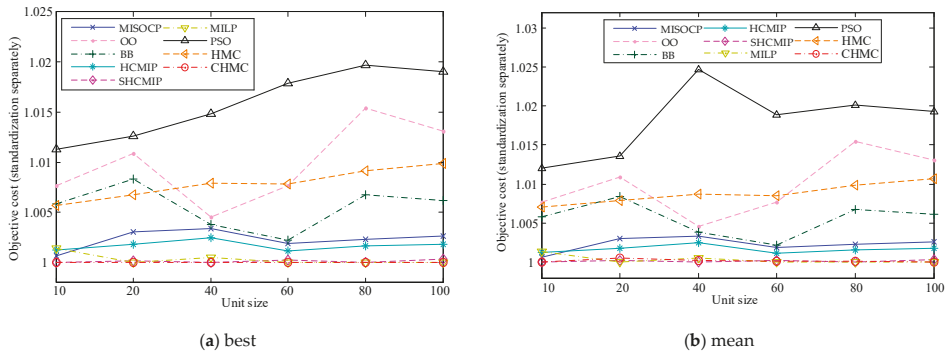 1.025
1.02
1.015
1.01
1.005
1
Objective cost (standardization separately)
MISOCP
OO
BB
HCMIP
SHCMIP
MILP
PSO
HMC
CHMC
10
20
40
60
80
100
Unit size
(a) best
1.03
1.025
1.02
1.015
1.01
1.005
1
Objective cost (standardization separately)
MISOCP
OO
BB
HCMIP
SHCMIP
MILP
PSO
HMC
CHMC
10
20
40
60
80
100
Unit size
(b) mean